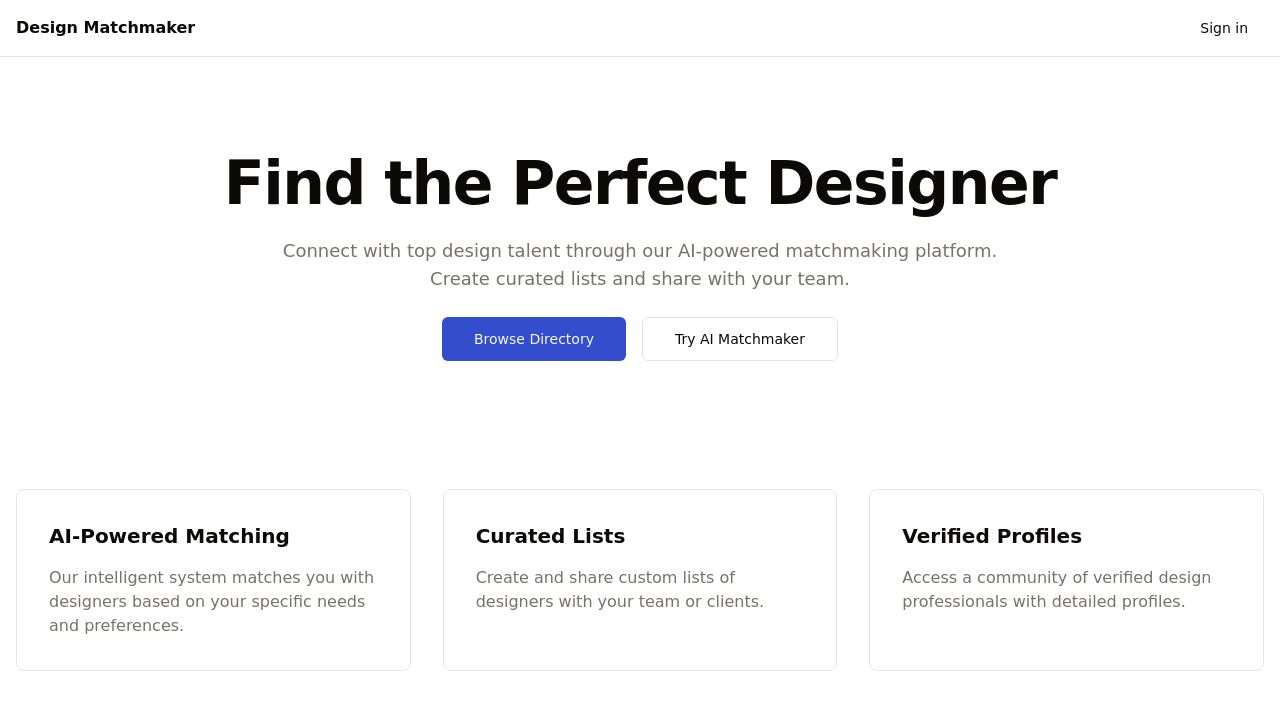 Design Matchmaker
Sign in
Find the Perfect Designer
Connect with top design talent through our AI-powered matchmaking platform.
Create curated lists and share with your team.
Browse Directory
Try AI Matchmaker
AI-Powered Matching
Our intelligent system matches you with
designers based on your specific needs
and preferences.
Curated Lists
Create and share custom lists of
designers with your team or clients.
Verified Profiles
Access a community of verified design
professionals with detailed profiles.